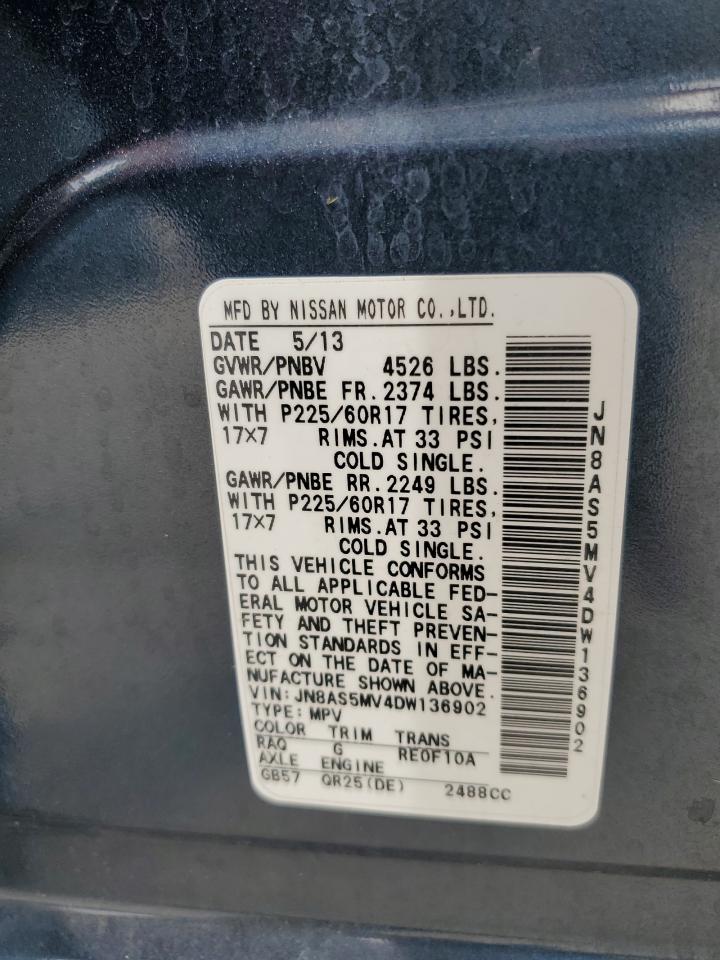 MFD BY NISSAN MOTOR CO.,LTD.
DATE 5/13
GVWR/PNBV 4526 LBS.
GAWR/PNBE FR. 2374 LBS.
WITH P225/60R17 TIRES,
17×7 RIMS.AT 33 PSI
COLD SINGLE.
GAWR/PNBE RR. 2249 LBS.
WITH P225/60R17 TIRES,
17×7 RIMS.AT 33 PSI
COLD SINGLE.
THIS VEHICLE CONFORMS
TO ALL APPLICABLE FED-
ERAL MOTOR VEHICLE SA-
FETY AND THEFT PREVEN-
TION STANDARDS IN EFF-
ECT ON THE DATE OF MA-
NUFACTURE SHOWN ABOVE.
VIN: JN8AS5MV4DW136902
TYPE: MPV
COLOR TRIM TRANS
RAQ G RE0F10A
AXLE ENGINE
GB57 QR25(DE) 2488CC
JN8AS5MV4DW136902